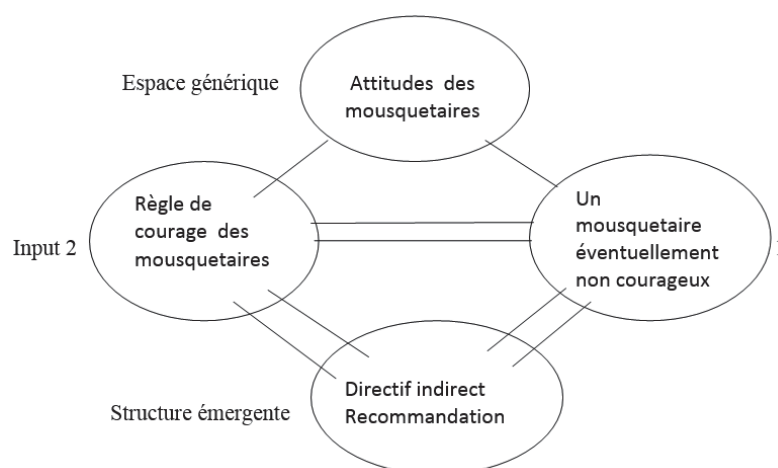 Espace générique
Attitudes des
mousquetaires
Règle de
courage des
mousquetaires
Input 2
Un
mousquetaire
éventuellement
non courageux
Directif indirect
Recommandation
Structure émergente